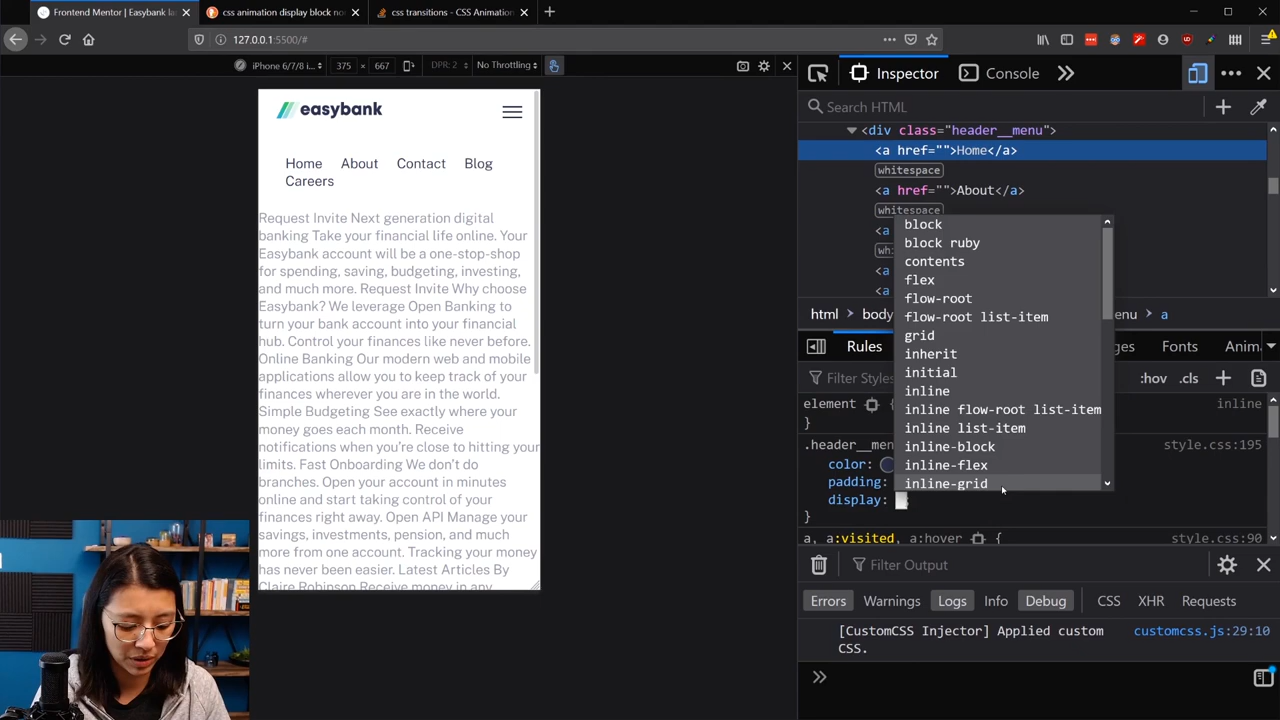 Frontend Mentor | Easybank la
css animation display block no
css transitions - CSS Animation
127.0.0.1:5500/#
iPhone 6/7/8 i...
375 × 667
DPR: 2
No Throttling
Inspector
Console
Search HTML
easybank
Home About Contact Blog
Careers
Request Invite Next generation digital
banking Take your financial life online. Your
Easybank account will be a one-stop-shop
for spending, saving, budgeting, investing,
and much more. Request Invite Why choose
Easybank? We leverage Open Banking to
turn your bank account into your financial
hub. Control your finances like never before.
Online Banking Our modern web and mobile
applications allow you to keep track of your
finances wherever you are in the world.
Simple Budgeting See exactly where your
money goes each month. Receive
notifications when you're close to hitting your
limits. Fast Onboarding We don't do
branches. Open your account in minutes
online and start taking control of your
finances right away. Open API Manage your
savings, investments, pension, and much
more from one account. Tracking your money
has never been easier. Latest Articles By
Claire Robinson Receive money in any
<div class="header__menu">
<a href="">Home</a>
whitespace
<a href="">About</a>
whitespace
<a
wh
<a
<a
block
block ruby
contents
flex
flow-root
flow-root list-item
grid
inherit
initial
inline
inline flow-root list-item
inline list-item
inline-block
inline-flex
inline-grid
html
body
enu
a
Rules
ges
Fonts
Anim
Filter Styles
:hov .cls
element
inline
}
.header__men
style.css:195
color:
padding:
display:
}
a, a:visited, a:hover
style.css:90
Filter Output
Errors Warnings Logs Info Debug CSS XHR Requests
[CustomCSS Injector] Applied custom
CSS.
customcss.js:29:10